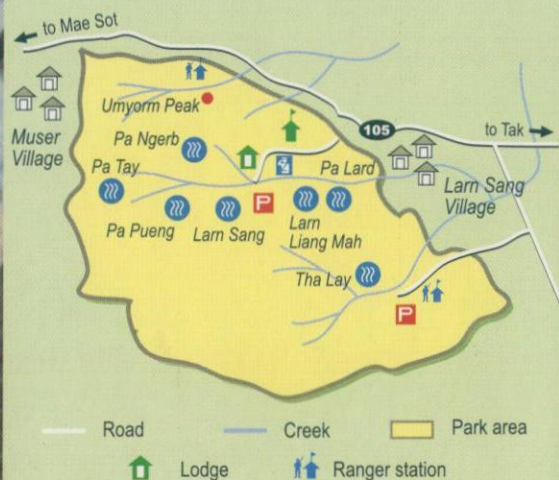 to Mae Sot
Umyorm Peak
Muser
Village
Pa Ngerb
105
to Tak
Pa Tay
Pa Lard
Larn Sang
Village
P
Pa Pueng
Larn Sang
Larn
Liang Mah
Tha Lay
P
Road
Creek
Park area
Lodge
Ranger station